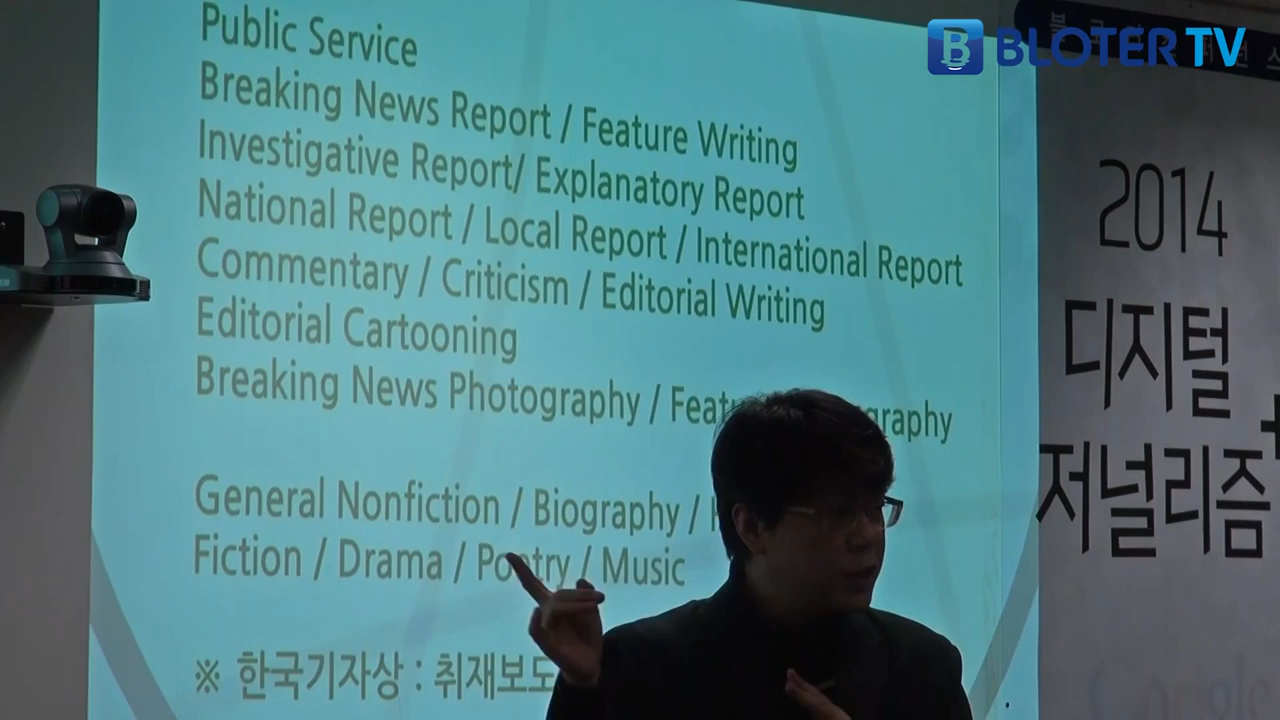 BLOTER TV
Public Service
Breaking News Report / Feature Writing
Investigative Report/ Explanatory Report
National Report / Local Report / International Report
Commentary / Criticism / Editorial Writing
Editorial Cartooning
Breaking News Photography /
General Nonfiction / Biography /
Fiction / Drama / Poetry / Music
※ 한국기자상 : 취재보도
2014
디지털
저널리즘
Google